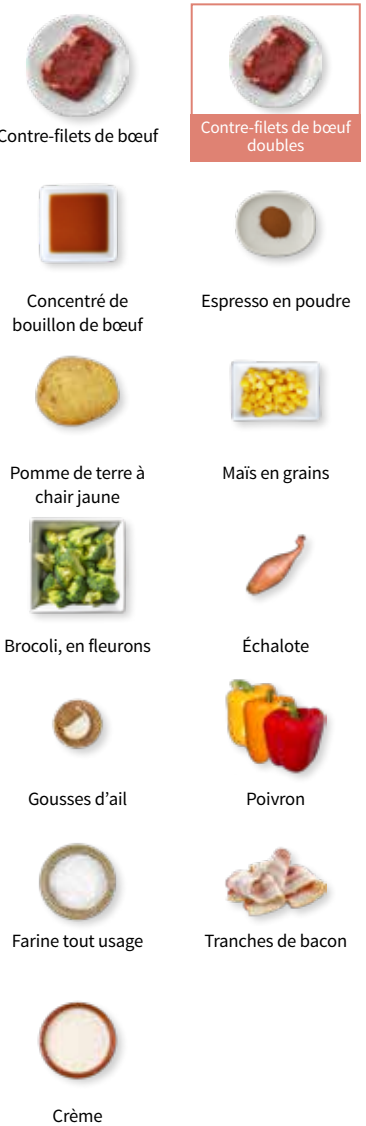 Contre-filets de bœuf
Contre-filets de bœuf
doubles
Concentré de
bouillon de bœuf
Espresso en poudre
Pomme de terre à
chair jaune
Maïs en grains
Brocoli, en fleurons
Échalote
Gousses d’ail
Poivron
Farine tout usage
Tranches de bacon
Crème